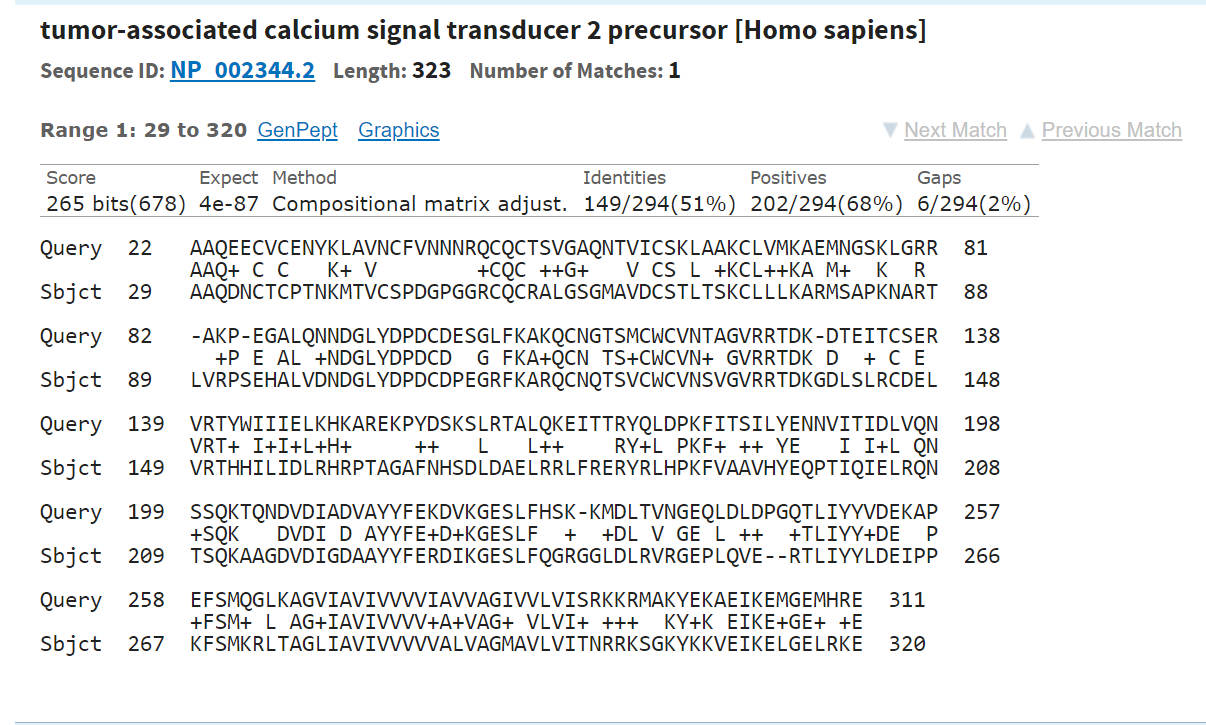 tumor-associated calcium signal transducer 2 precursor [Homo sapiens]
Sequence ID: NP_002344.2 Length: 323 Number of Matches: 1
Range 1: 29 to 320 GenPept Graphics ▼ Next Match ▲ Previous Match
Score Expect Method Identities Positives Gaps
265 bits(678) 4e-87 Compositional matrix adjust. 149/294(51%) 202/294(68%) 6/294(2%)
Query  22   AAQEECVCENYKLAVNCFVNNNRQCQCTSVGAQNTVICSKLAAKCLVMKAEMNGSKLGRR  81
            AAQ+ C C   K+ V        +CQC ++G+   V CS L +KCL++KA M+  K  R
Sbjct  29   AAQDNCTCPTNKMTVCSPDGPGGRCQCRALGSGMAVDCSTLTSKCLLLKARMSAPKNART  88
Query  82   -AKP-EGALQNNDGLYDPDCDESGLFKAKQCNGTSMCWCVNTAGVRRTDK-DTEITCSER  138
              +P E AL +NDGLYDPDCD  G FKA+QCN TS+CWCVN+ GVRRTDK D  + C E
Sbjct  89   LVRPSEHALVDNDGLYDPDCDPEGRFKARQCNQTSVCWCVNSVGVRRTDKGDLSLRCDEL  148
Query  139  VRTYWIIIELKHKAREKPYDSKSLRTALQKEITTRYQLDPKFITSILYENNVITIDLVQN  198
            VRT+ I+I+L+H+      ++   L    L++     RY+L PKF+ ++ YE   I I+L QN
Sbjct  149  VRTHHILIDLRHRPTAGAFNHSDLDAELRRLFRERYRLHPKFVAAVHYEQPTIQIELRQN  208
Query  199  SSQKTQNDVDIADVAYYFEKDVKGESLFHSK-KMDLTVNGEQLDLDPGQTLIYYVDEKAP  257
            +SQK   DVDI D AYYFE+D+KGESLF  +  +DL V GE L ++  +TLIYY+DE  P
Sbjct  209  TSQKAAGDVDIGDAAYYFERDIKGESLFQGRGGLDLRVRGEPLQVE--RTLIYYLDEIPP  266
Query  258  EFSMQGLKAGVIAVIVVVVIAVVAGIVVLVISRKKRMAKYEKAEIKEMGEMHRE  311
            +FSM+ L AG+IAVIVVVV+A+VAG+ VLVI+ +++  KY+K EIKE+GE+ +E
Sbjct  267  KFSMKRLTAGLIAVIVVVVVALVAGMAVLVITNRRKSGKYKKVEIKELGELRKE  320